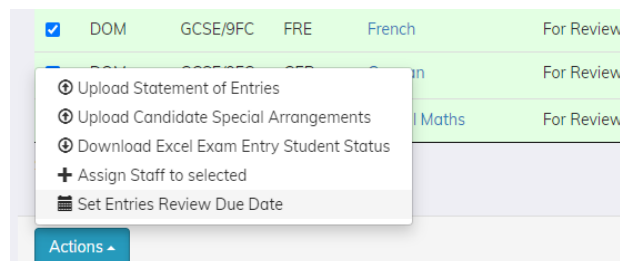 DOM GCSE/9FC FRE French For Review
For Review
Upload Statement of Entries
Upload Candidate Special Arrangements
Maths For Review
Download Excel Exam Entry Student Status
Assign Staff to selected
Set Entries Review Due Date
Actions